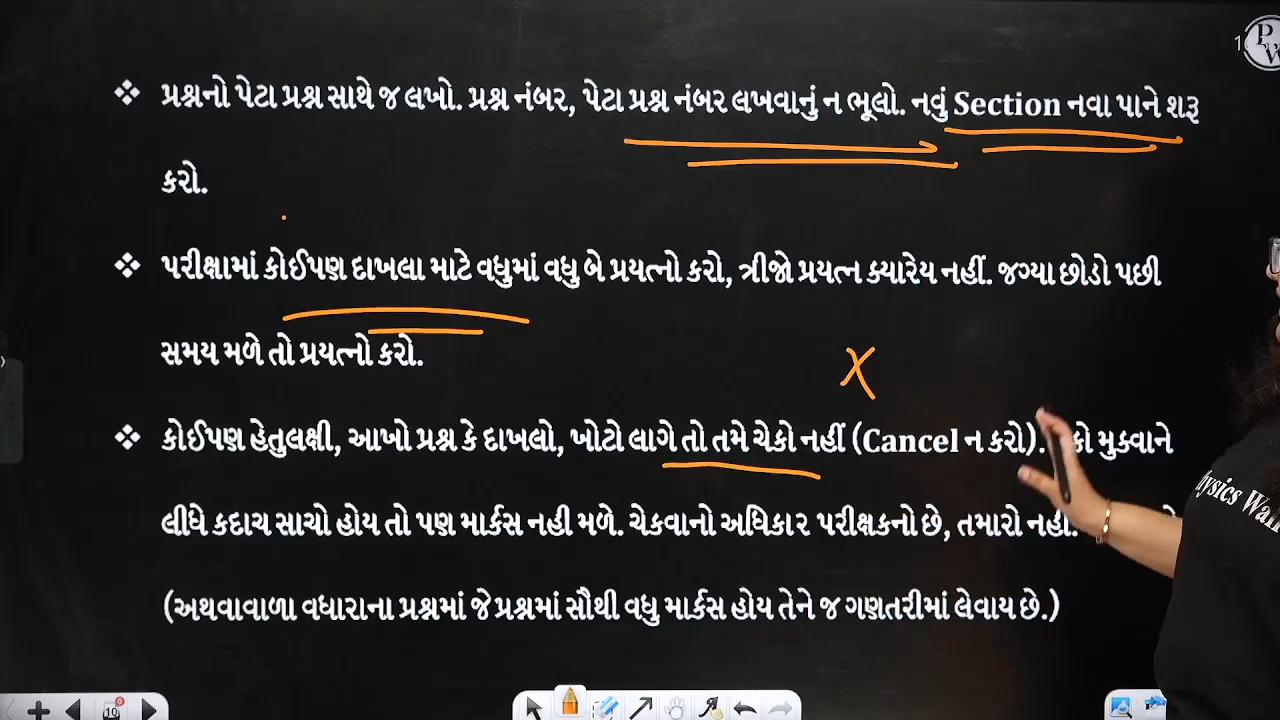 ❖ પ્રશ્નનો પેટા પ્રશ્ન સાથે જ લખો. પ્રશ્ન નંબર, પેટા પ્રશ્ન નંબર લખવાનું ન ભૂલો. નવું Section નવા પાને શરૂ
કરો.
❖ પરીક્ષામાં કોઈપણ દાખલા માટે વધુમાં વધુ બે પ્રયત્નો કરો, ત્રીજો પ્રયત્ન ક્યારેય નહીં. જગ્યા છોડો પછી
સમય મળે તો પ્રયત્નો કરો.
X
❖ કોઈપણ હેતુલક્ષી, આખો પ્રશ્ન કે દાખલો, ખોટો લાગે તો તમે ચેકો નહીં (Cancel ન કરો). મુક્વાને
લીધે કદાચ સાચો હોય તો પણ માર્કસ નહી મળે. ચેકવાનો અધિકાર પરીક્ષકનો છે, તમારો નહીં.
(અથવાવાળા વધારાના પ્રશ્નમાં જે પ્રશ્નમાં સૌથી વધુ માર્કસ હોય તેને જ ગણતરીમાં લેવાય છે.)
PW
10